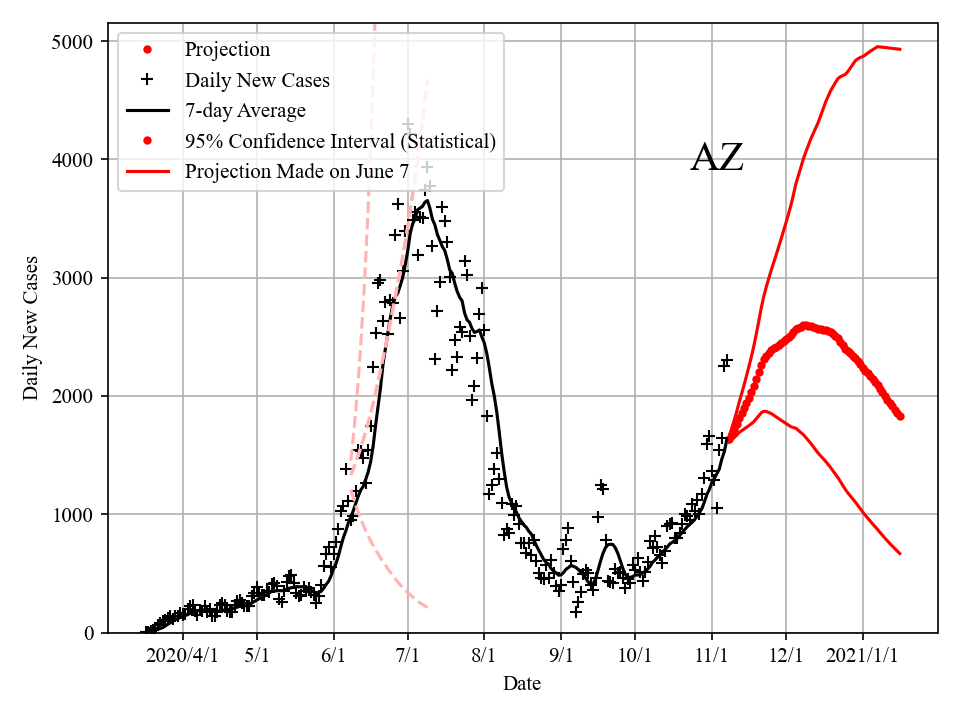 5000
4000
3000
2000
1000
0
Daily New Cases
Projection
Daily New Cases
7-day Average
95% Confidence Interval (Statistical)
Projection Made on June 7
AZ
2020/4/1 5/1 6/1 7/1 8/1 9/1 10/1 11/1 12/1 2021/1/1
Date